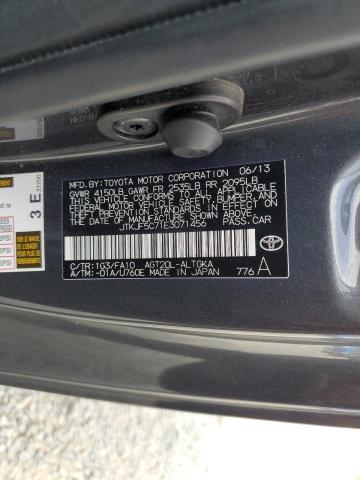 MFD. BY: TOYOTA MOTOR CORPORATION 06/13
GVWR 4150LB GAWR FR 2535LB RR 2095LB
THIS VEHICLE CONFORMS TO ALL APPLICABLE
FEDERAL MOTOR VEHICLE SAFETY, BUMPER, AND
THEFT PREVENTION STANDARDS IN EFFECT ON
THE DATE OF MANUFACTURE SHOWN ABOVE.
JTKJF5C71E3071456 PASS.CAR
TOYOTA
C/TR: 1G3/FA10 AGT20L-ALTGKA
A/TM: -01A/U760E MADE IN JAPAN 776 A
3 E